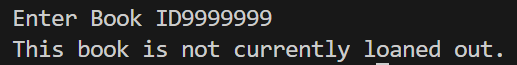 Enter Book ID9999999
This book is not currently loaned out.